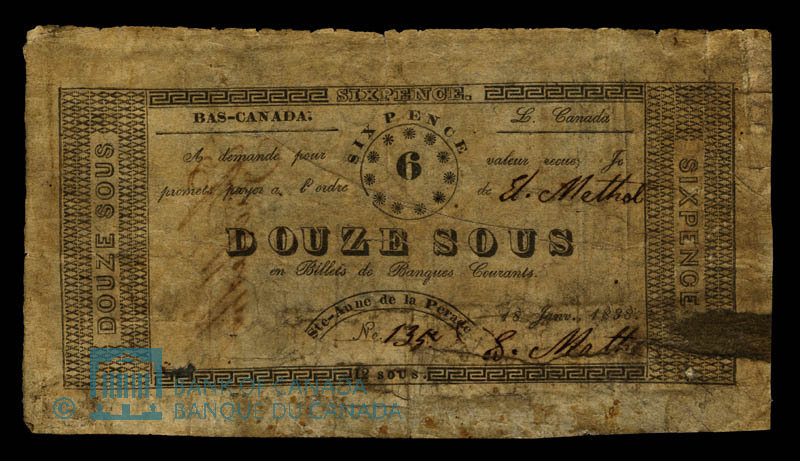 SIXPENCE.
BAS-CANADA.
SIX PENCE
L. Canada
6
A demande pour valeur recue, Je
promets payer a l'ordre de
DOUZE SOUS
en Billets de Banques Courants.
Ste-Anne de la Perade
18 Janv., 1838.
No. 135
12 SOUS.
DOUZE SOUS
SIXPENCE
© BANK OF CANADA
BANQUE DU CANADA